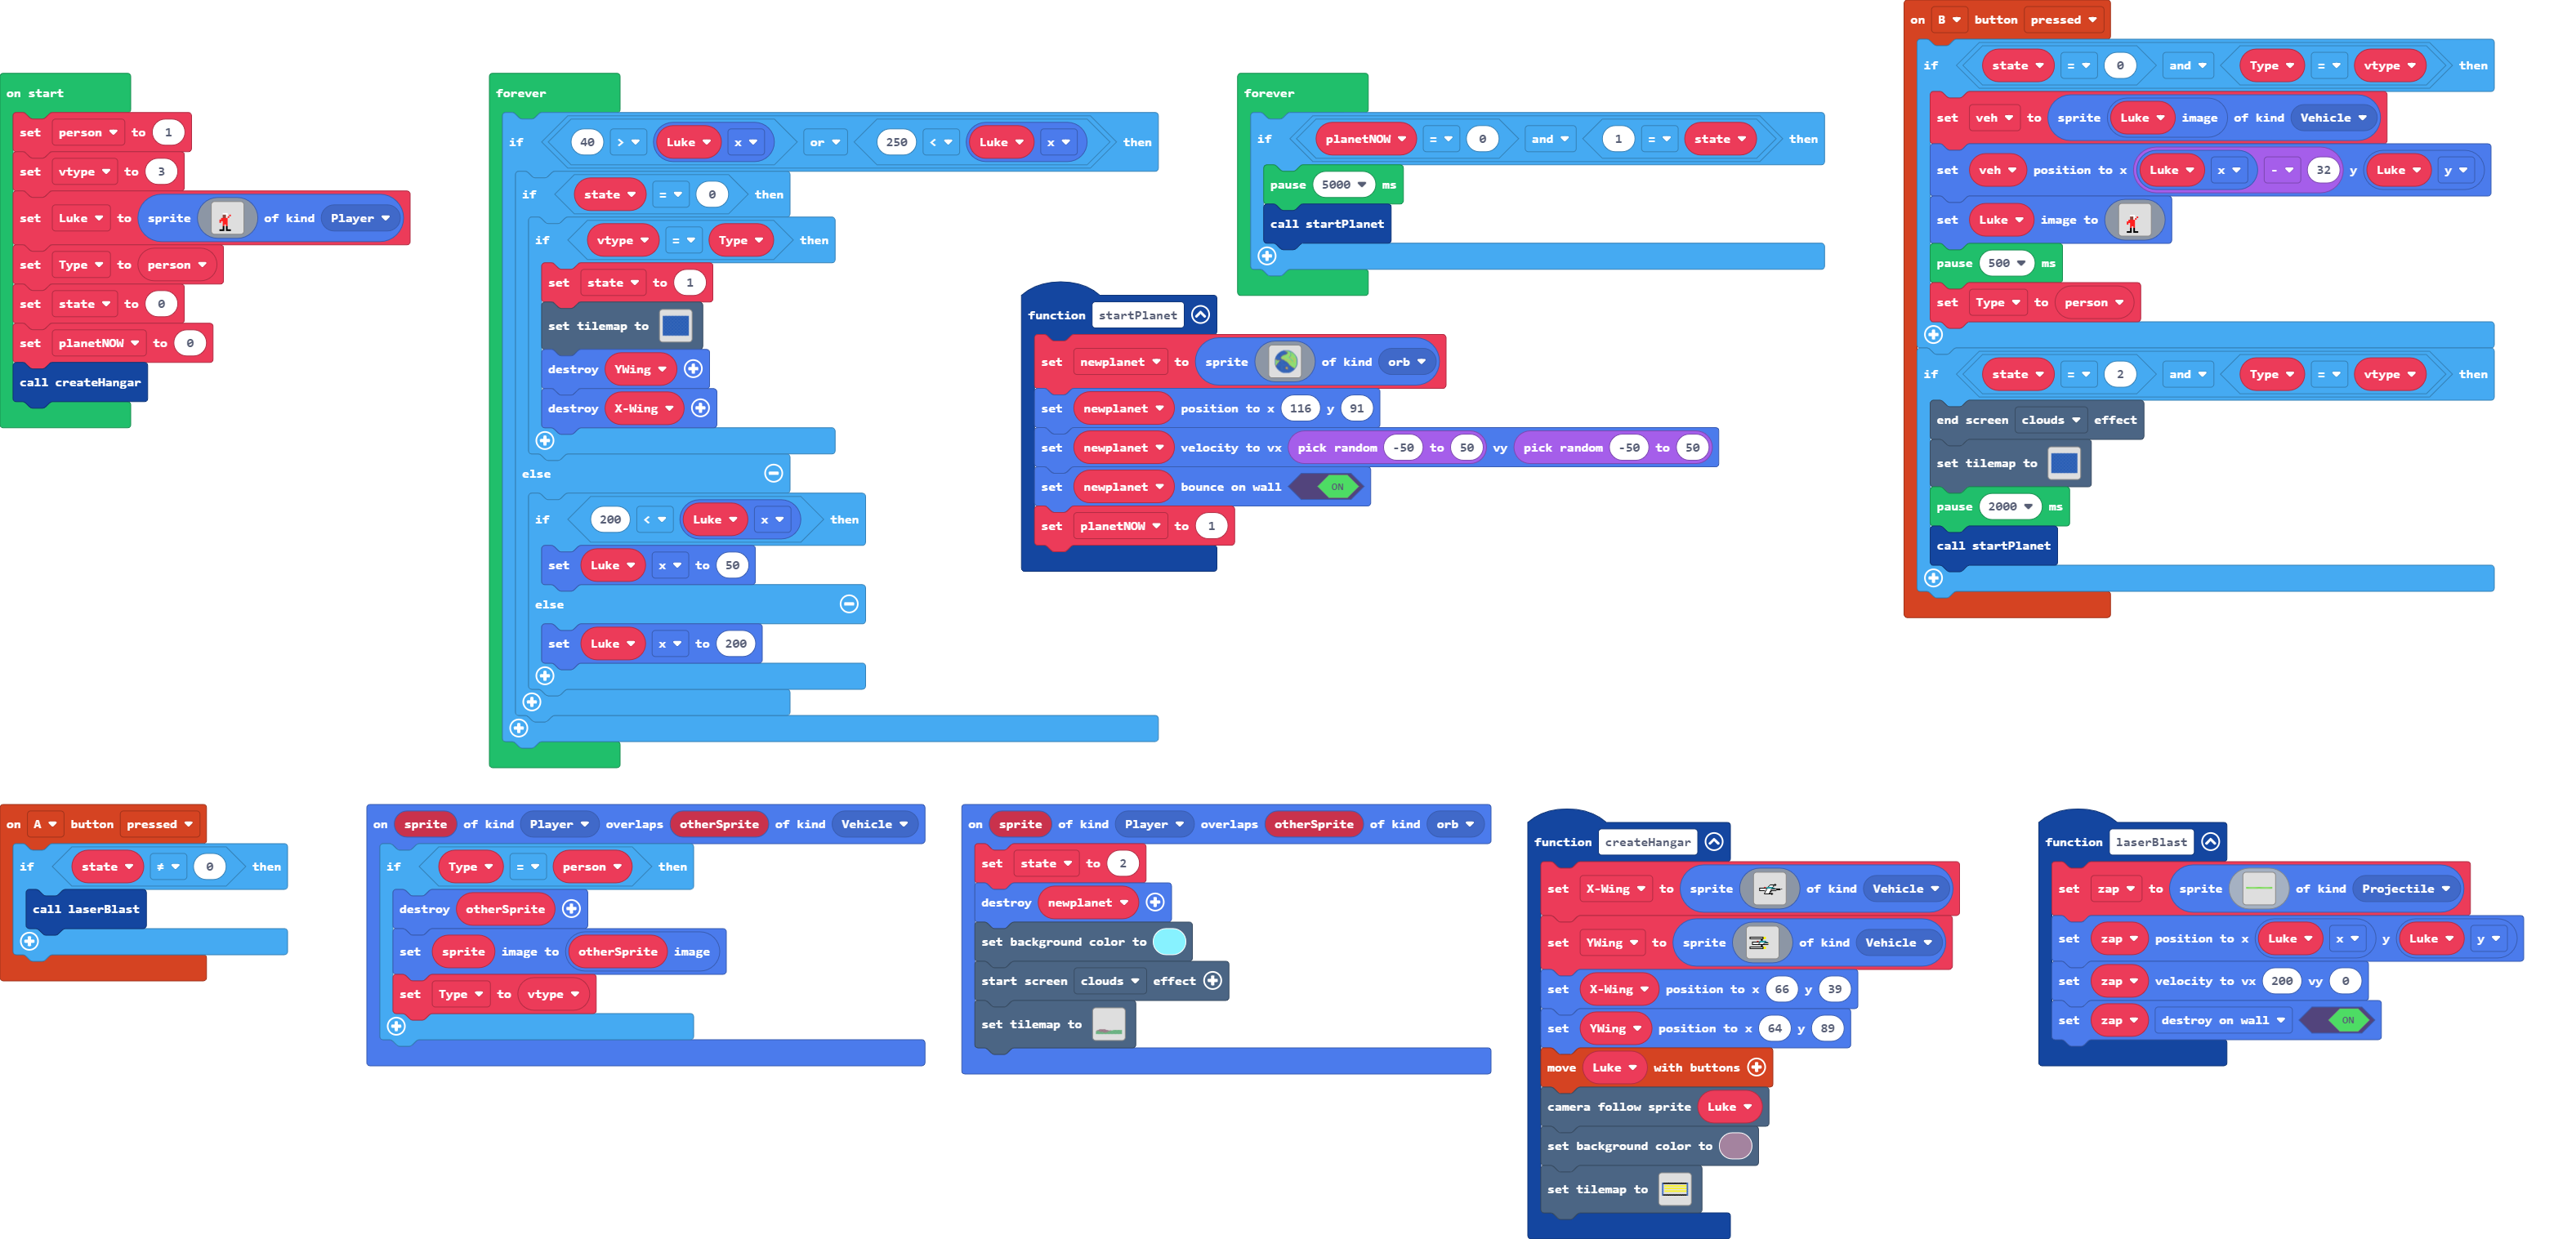 on start
set person to 1
set vtype to 3
set Luke to sprite of kind Player
set Type to person
set state to 0
set planetNOW to 0
call createHangar
forever
if 40 > Luke x or 250 < Luke x then
if state = 0 then
if vtype = Type then
set state to 1
set tilemap to
destroy YWing
destroy X-Wing
else
if 200 < Luke x then
set Luke x to 50
else
set Luke x to 200
forever
if planetNOW = 0 and 1 = state then
pause 5000 ms
call startPlanet
function startPlanet
set newplanet to sprite of kind orb
set newplanet position to x 116 y 91
set newplanet velocity to vx pick random -50 to 50 vy pick random -50 to 50
set newplanet bounce on wall ON
set planetNOW to 1
on B button pressed
if state = 0 and Type = vtype then
set veh to sprite Luke image of kind Vehicle
set veh position to x Luke x - 32 y Luke y
set Luke image to
pause 500 ms
set Type to person
if state = 2 and Type = vtype then
end screen clouds effect
set tilemap to
pause 2000 ms
call startPlanet
on A button pressed
if state ≠ 0 then
call laserBlast
on sprite of kind Player overlaps otherSprite of kind Vehicle
if Type = person then
destroy otherSprite
set sprite image to otherSprite image
set Type to vtype
on sprite of kind Player overlaps otherSprite of kind orb
set state to 2
destroy newplanet
set background color to
start screen clouds effect
set tilemap to
function createHangar
set X-Wing to sprite of kind Vehicle
set YWing to sprite of kind Vehicle
set X-Wing position to x 66 y 39
set YWing position to x 64 y 89
move Luke with buttons
camera follow sprite Luke
set background color to
set tilemap to
function laserBlast
set zap to sprite of kind Projectile
set zap position to x Luke x y Luke y
set zap velocity to vx 200 vy 0
set zap destroy on wall ON